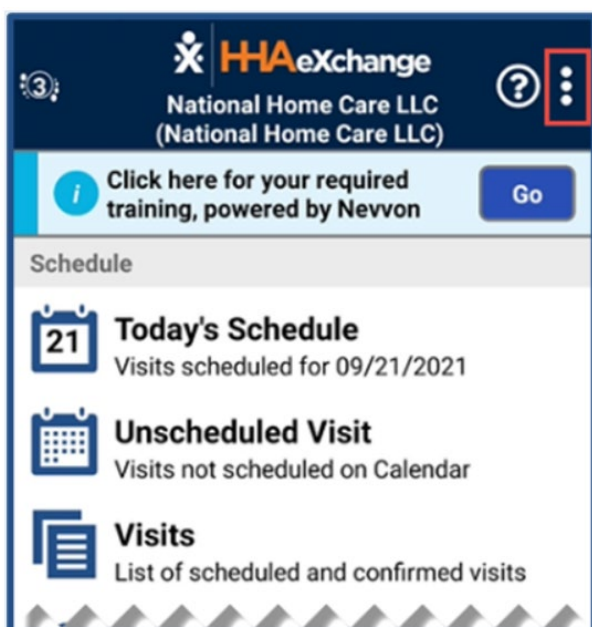 HHAeXchange
3
National Home Care LLC
(National Home Care LLC)
?
i
Click here for your required
training, powered by Nevvon
Go
Schedule
21
Today's Schedule
Visits scheduled for 09/21/2021
Unscheduled Visit
Visits not scheduled on Calendar
Visits
List of scheduled and confirmed visits